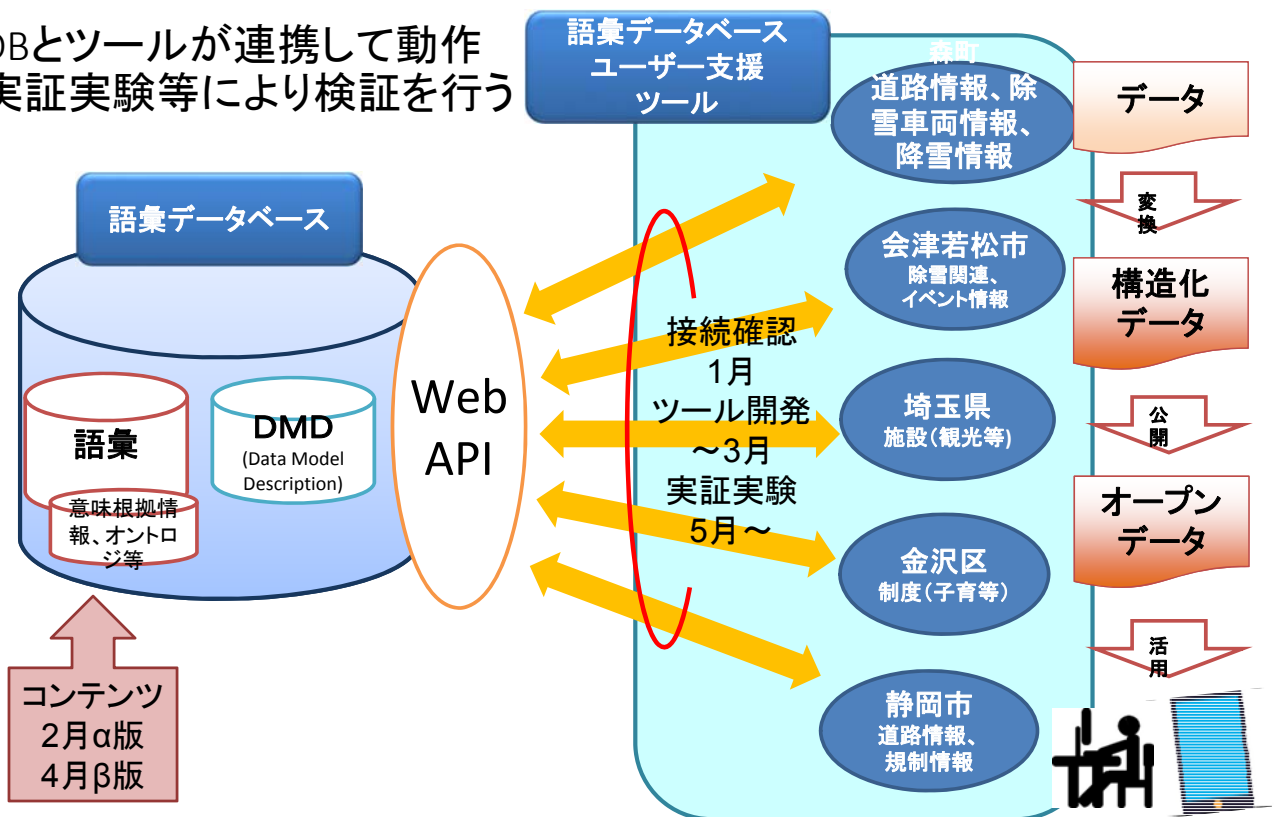 DBとツールが連携して動作
実証実験等により検証を行う
語彙データベース
ユーザー支援
ツール
語彙データベース
語彙
意味根拠情
報、オントロ
ジ等
DMD
(Data Model
Description)
Web
API
コンテンツ
2月α版
4月β版
接続確認
1月
ツール開発
～3月
実証実験
5月～
森町
道路情報、除
雪車両情報、
降雪情報
会津若松市
除雪関連、
イベント情報
埼玉県
施設（観光等)
金沢区
制度（子育等）
静岡市
道路情報、
規制情報
データ
変
換
構造化
データ
公
開
オープン
データ
活
用